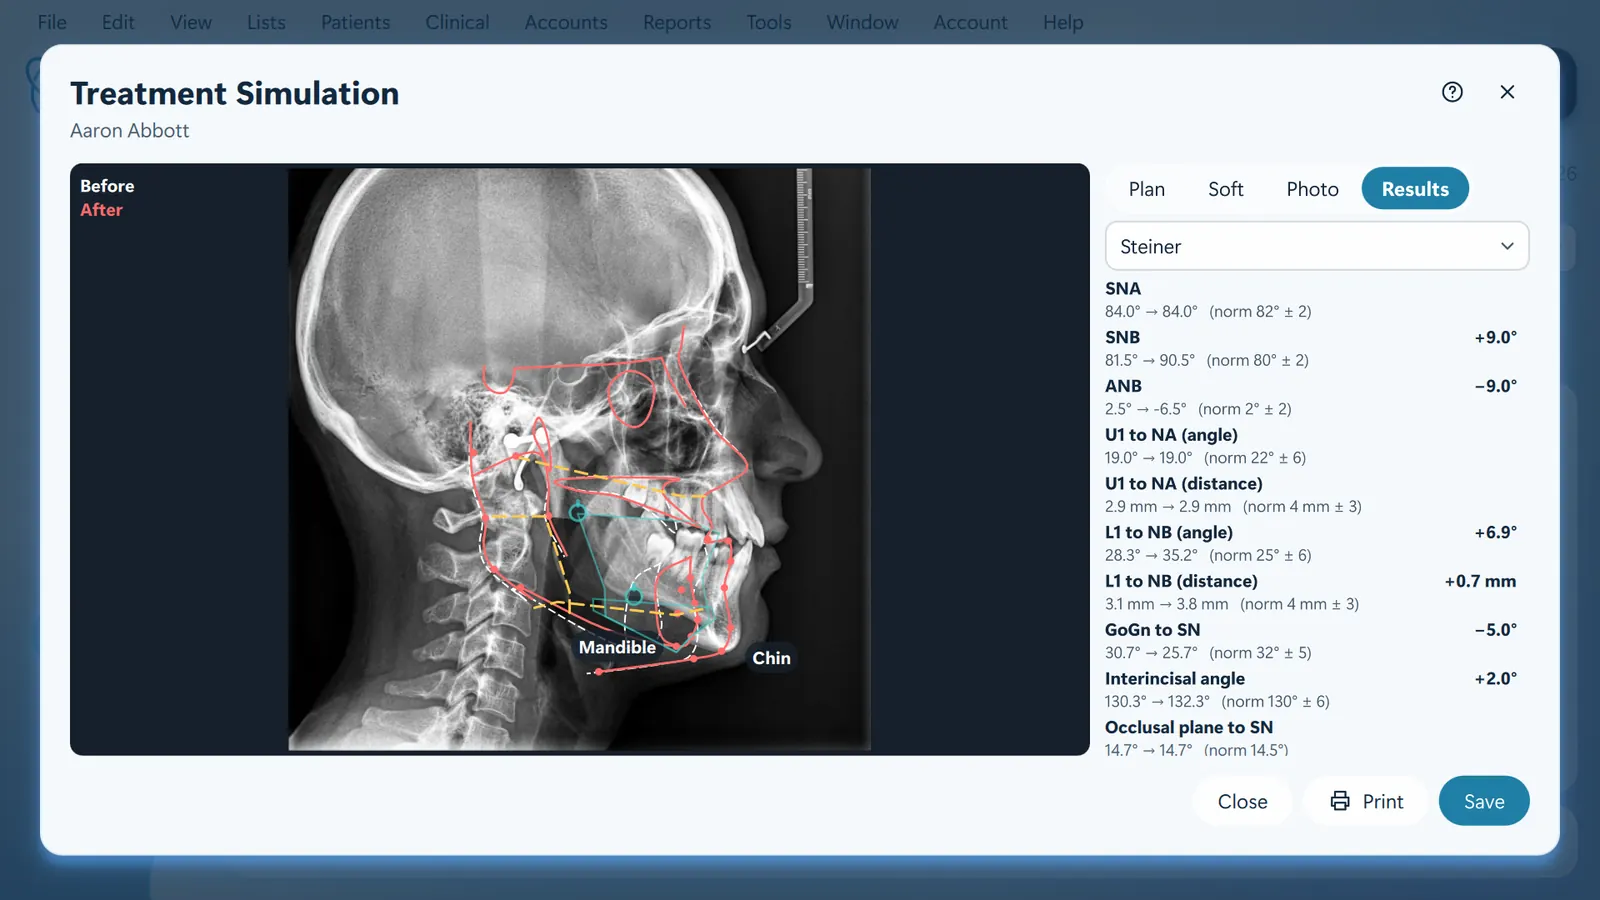 File Edit View Lists Patients Clinical Accounts Reports Tools Window Account Help
Treatment Simulation
Aaron Abbott
Before
After
Mandible
Chin
Plan Soft Photo Results
Steiner
SNA
84.0° → 84.0° (norm 82° ± 2)
SNB +9.0°
81.5° → 90.5° (norm 80° ± 2)
ANB −9.0°
2.5° → -6.5° (norm 2° ± 2)
U1 to NA (angle)
19.0° → 19.0° (norm 22° ± 6)
U1 to NA (distance)
2.9 mm → 2.9 mm (norm 4 mm ± 3)
L1 to NB (angle) +6.9°
28.3° → 35.2° (norm 25° ± 6)
L1 to NB (distance) +0.7 mm
3.1 mm → 3.8 mm (norm 4 mm ± 3)
GoGn to SN −5.0°
30.7° → 25.7° (norm 32° ± 5)
Interincisal angle +2.0°
130.3° → 132.3° (norm 130° ± 6)
Occlusal plane to SN
14.7° → 14.7° (norm 14.5°)
Close Print Save